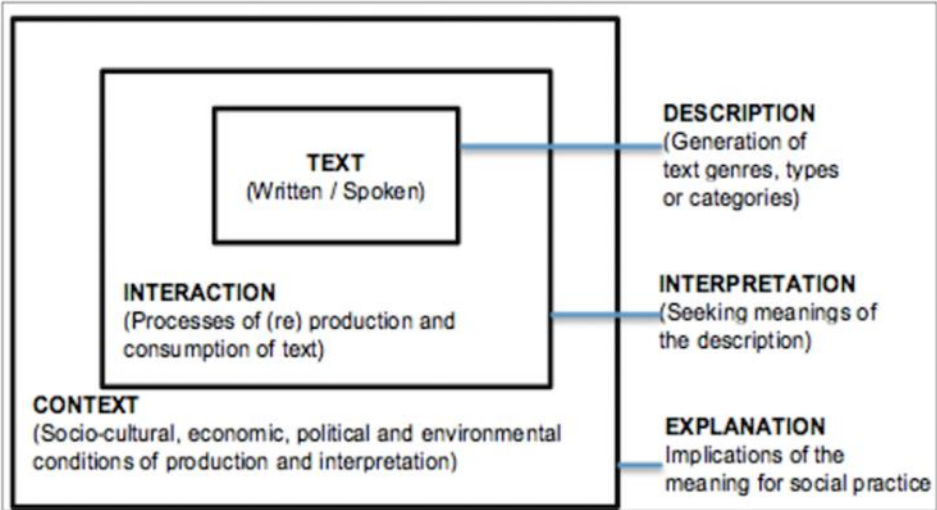 TEXT
(Written / Spoken)
INTERACTION
(Processes of (re) production and
consumption of text)
CONTEXT
(Socio-cultural, economic, political and environmental
conditions of production and interpretation)
DESCRIPTION
(Generation of
text genres, types
or categories)
INTERPRETATION
(Seeking meanings of
the description)
EXPLANATION
Implications of the
meaning for social practice